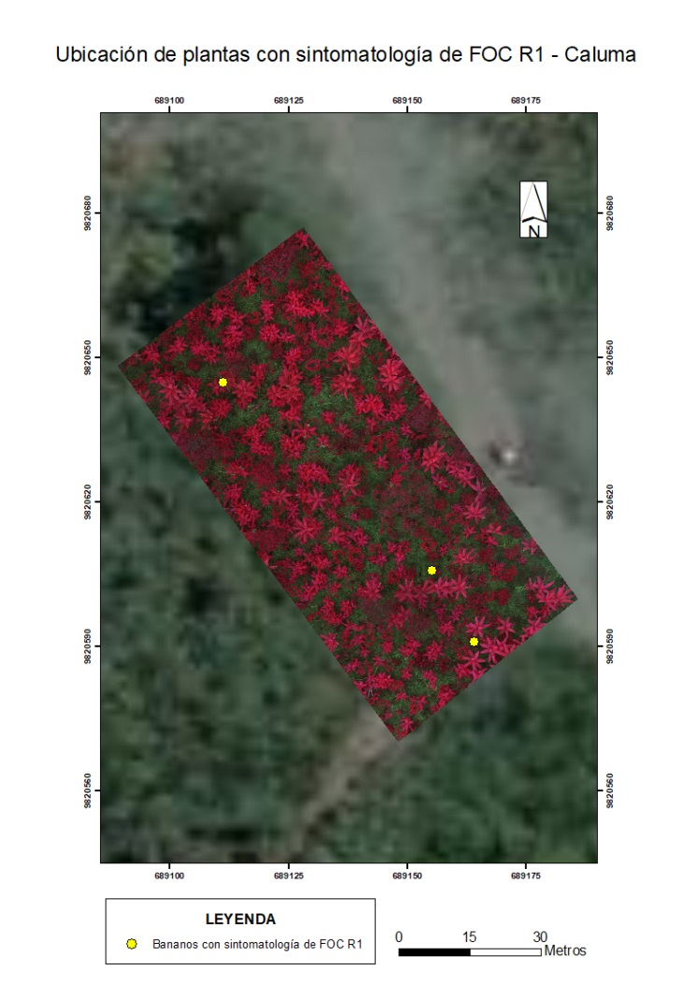 Ubicación de plantas con sintomatología de FOC R1 - Caluma
689100 689125 689150 689175
9820680 9820680
N
9820650 9820650
9820620 9820620
9820590 9820590
9820560 9820560
689100 689125 689150 689175
LEYENDA
Bananos con sintomatología de FOC R1
0 15 30
Metros